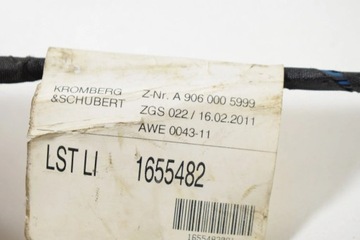 KROMBERG
&SCHUBERT
Z-Nr. A 906 000 5999
ZGS 022 / 16.02.2011
AWE 0043-11
LST LI 1655482